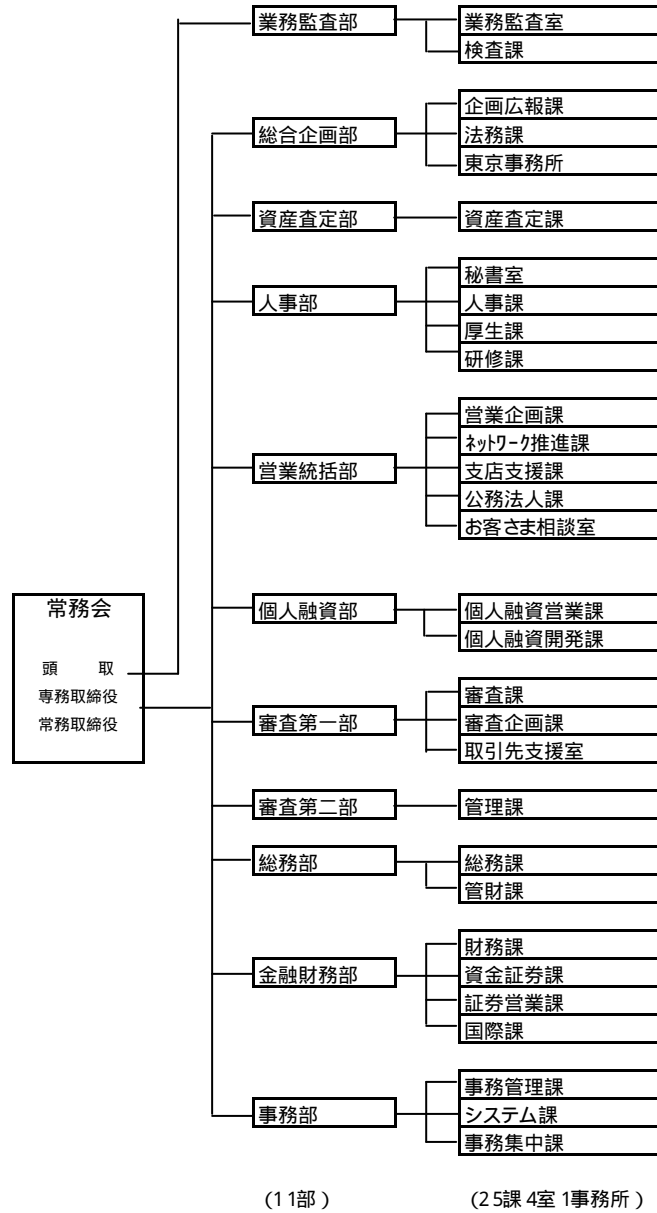 業務監査部
業務監査室
検査課
総合企画部
企画広報課
法務課
東京事務所
資産査定部
資産査定課
人事部
秘書室
人事課
厚生課
研修課
営業統括部
営業企画課
ネットワーク推進課
支店支援課
公務法人課
お客さま相談室
常務会
頭　　取
専務取締役
常務取締役
個人融資部
個人融資営業課
個人融資開発課
審査第一部
審査課
審査企画課
取引先支援室
審査第二部
管理課
総務部
総務課
管財課
金融財務部
財務課
資金証券課
証券営業課
国際課
事務部
事務管理課
システム課
事務集中課
（11部）
（25課 4室 1事務所）